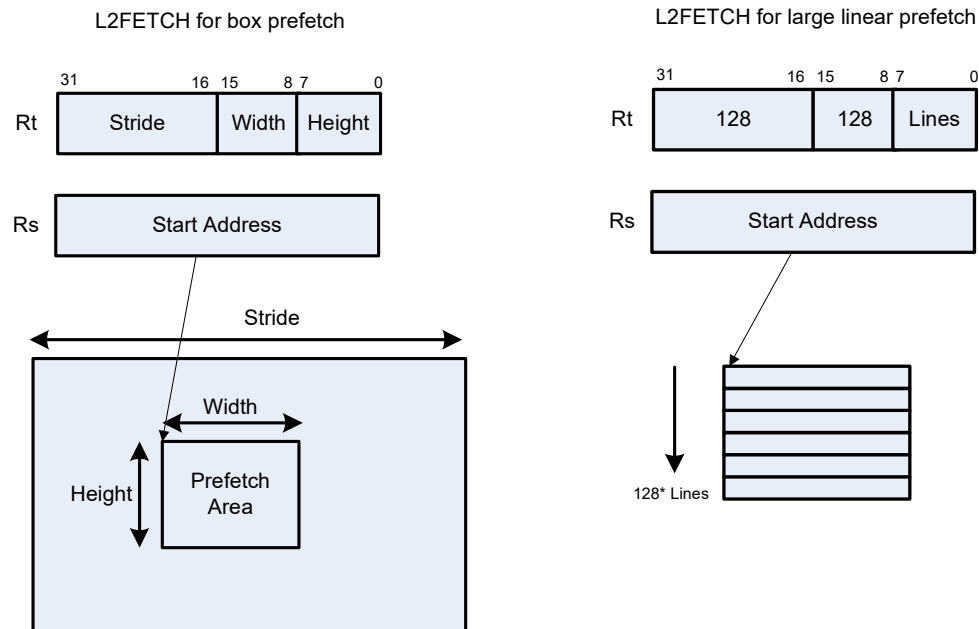 L2FETCH for box prefetch
31 16 15 8 7 0
Rt Stride Width Height
Rs Start Address
Stride
Width
Height
Prefetch
Area
L2FETCH for large linear prefetch
31 16 15 8 7 0
Rt 128 128 Lines
Rs Start Address
128* Lines